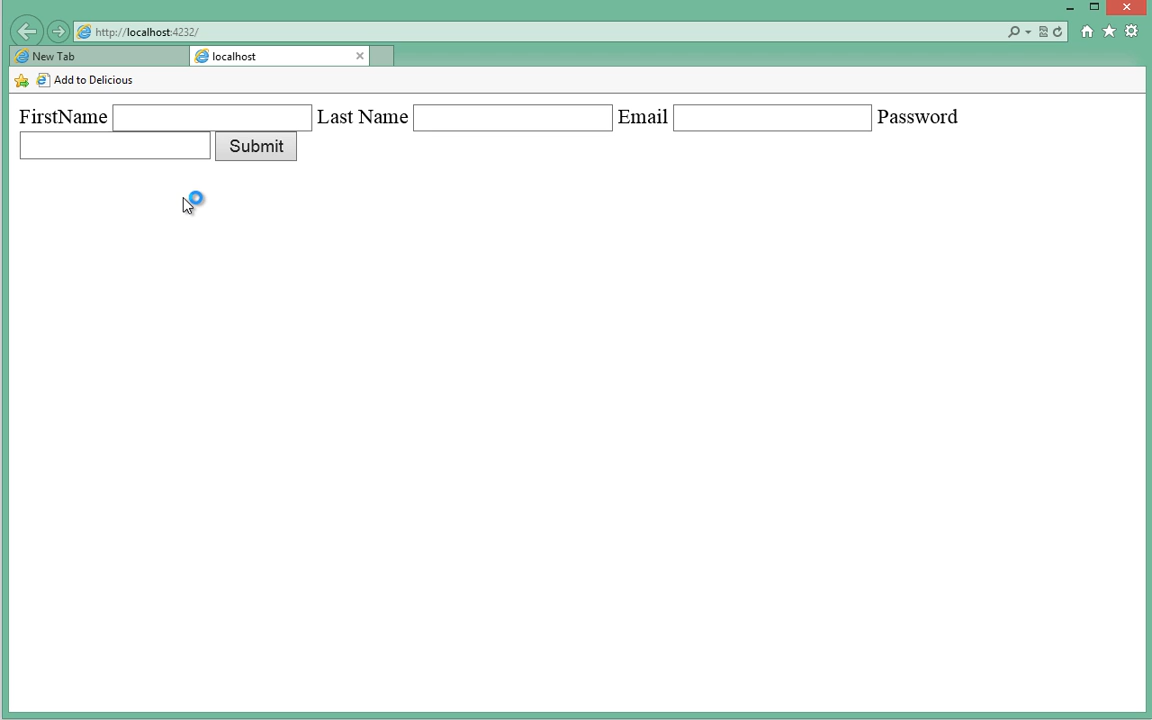 http://localhost:4232/
New Tab
localhost
Add to Delicious
FirstName Last Name Email Password
Submit